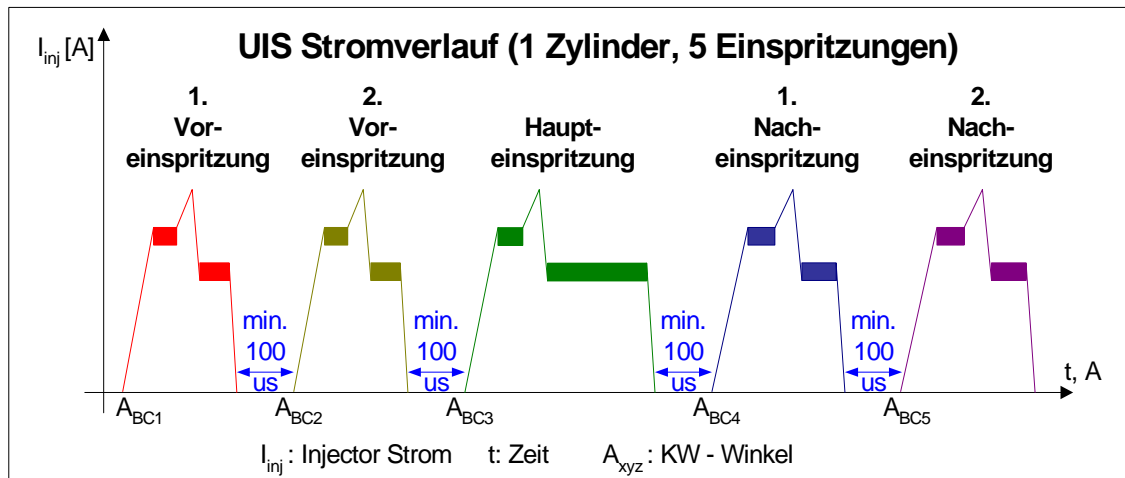 I_inj [A]
UIS Stromverlauf (1 Zylinder, 5 Einspritzungen)
1.
Vor-
einspritzung
2.
Vor-
einspritzung
Haupt-
einspritzung
1.
Nach-
einspritzung
2.
Nach-
einspritzung
min.
100
us
min.
100
us
min.
100
us
min.
100
us
t, A
A_BC1
A_BC2
A_BC3
A_BC4
A_BC5
I_inj : Injector Strom t: Zeit A_xyz : KW - Winkel